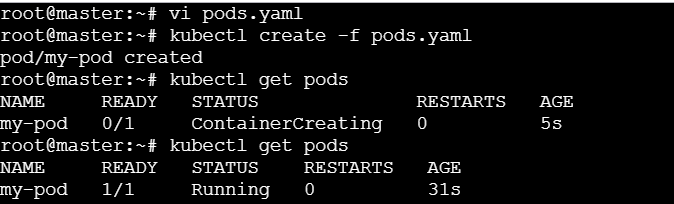 root@master:~# vi pods.yaml
root@master:~# kubectl create -f pods.yaml
pod/my-pod created
root@master:~# kubectl get pods
NAME     READY   STATUS              RESTARTS   AGE
my-pod   0/1     ContainerCreating   0          5s
root@master:~# kubectl get pods
NAME     READY   STATUS    RESTARTS   AGE
my-pod   1/1     Running   0          31s